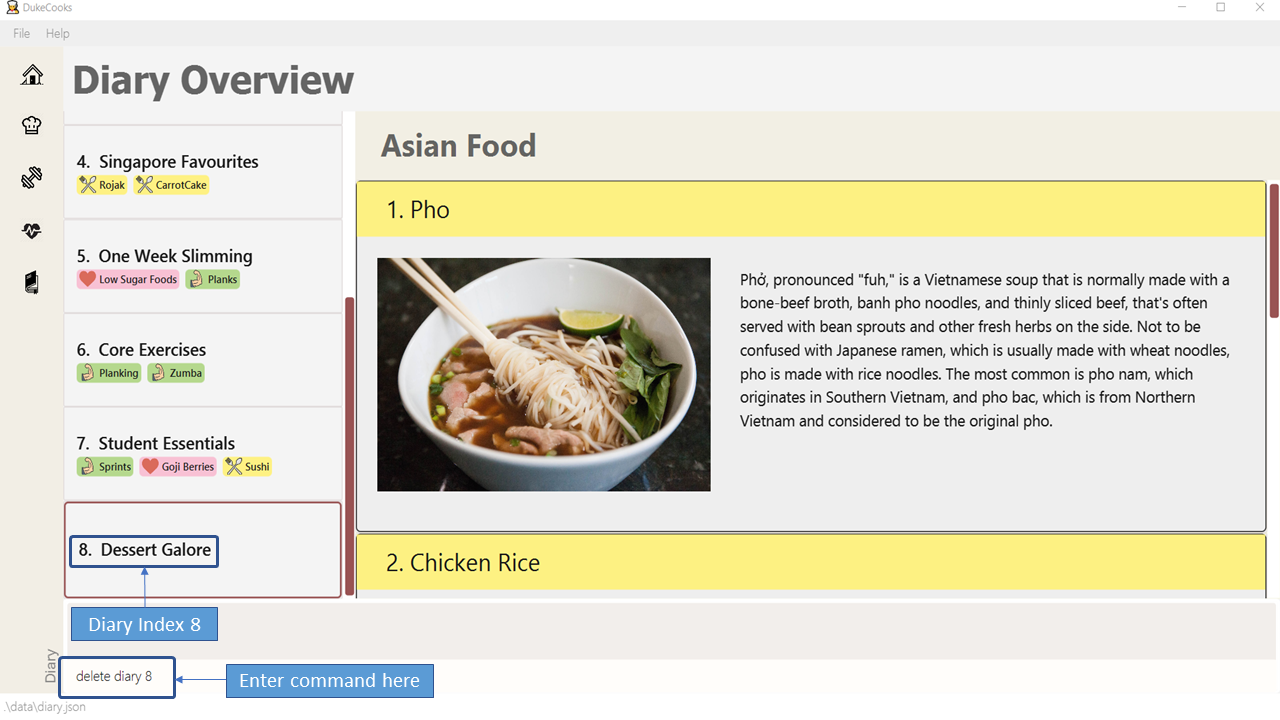 DukeCooks
File Help
Diary Overview
4. Singapore Favourites
Rojak CarrotCake
5. One Week Slimming
Low Sugar Foods Planks
6. Core Exercises
Planking Zumba
7. Student Essentials
Sprints Goji Berries Sushi
8. Dessert Galore
Diary Index 8
Asian Food
1. Pho
Phở, pronounced "fuh," is a Vietnamese soup that is normally made with a
bone-beef broth, banh pho noodles, and thinly sliced beef, that's often
served with bean sprouts and other fresh herbs on the side. Not to be
confused with Japanese ramen, which is usually made with wheat noodles,
pho is made with rice noodles. The most common is pho nam, which
originates in Southern Vietnam, and pho bac, which is from Northern
Vietnam and considered to be the original pho.
2. Chicken Rice
Diary
delete diary 8
Enter command here
.\data\diary.json